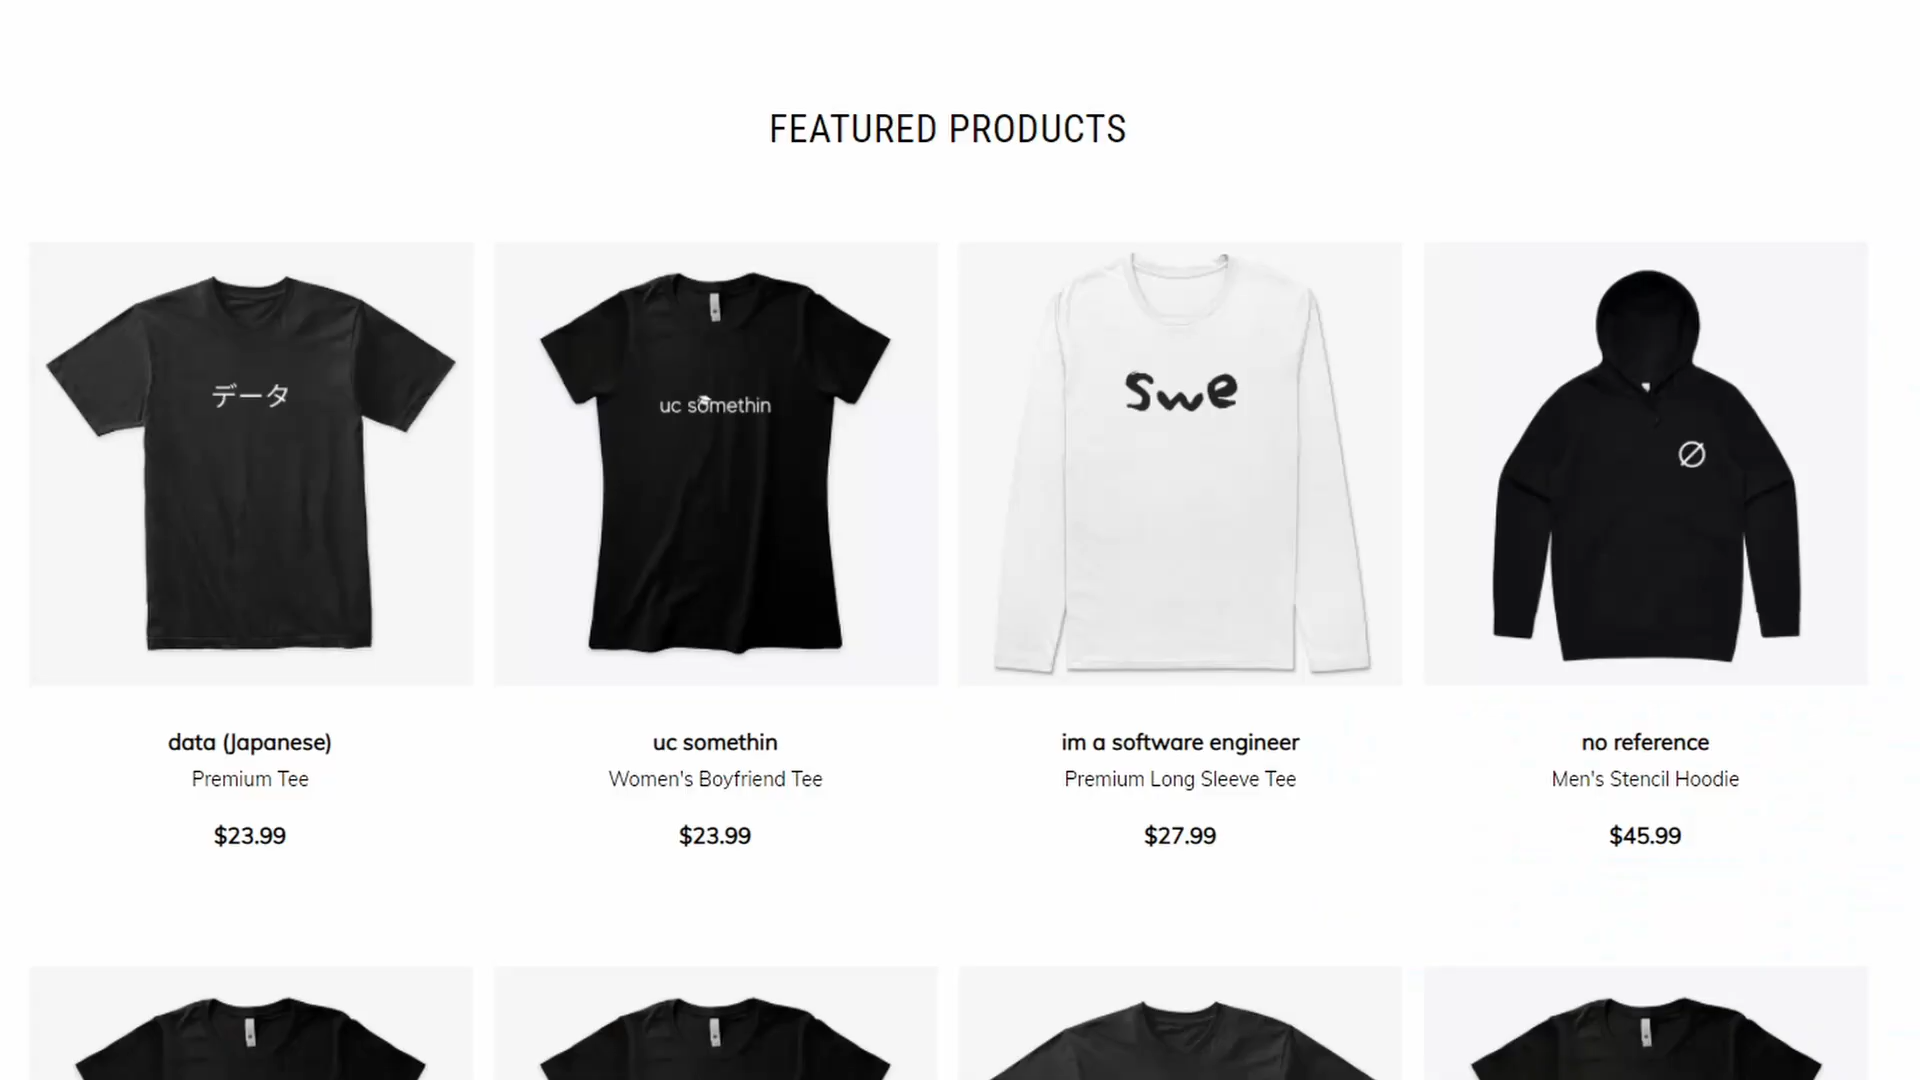 FEATURED PRODUCTS
データ
uc somethin
swe
data (Japanese)
Premium Tee
$23.99
uc somethin
Women's Boyfriend Tee
$23.99
im a software engineer
Premium Long Sleeve Tee
$27.99
no reference
Men's Stencil Hoodie
$45.99